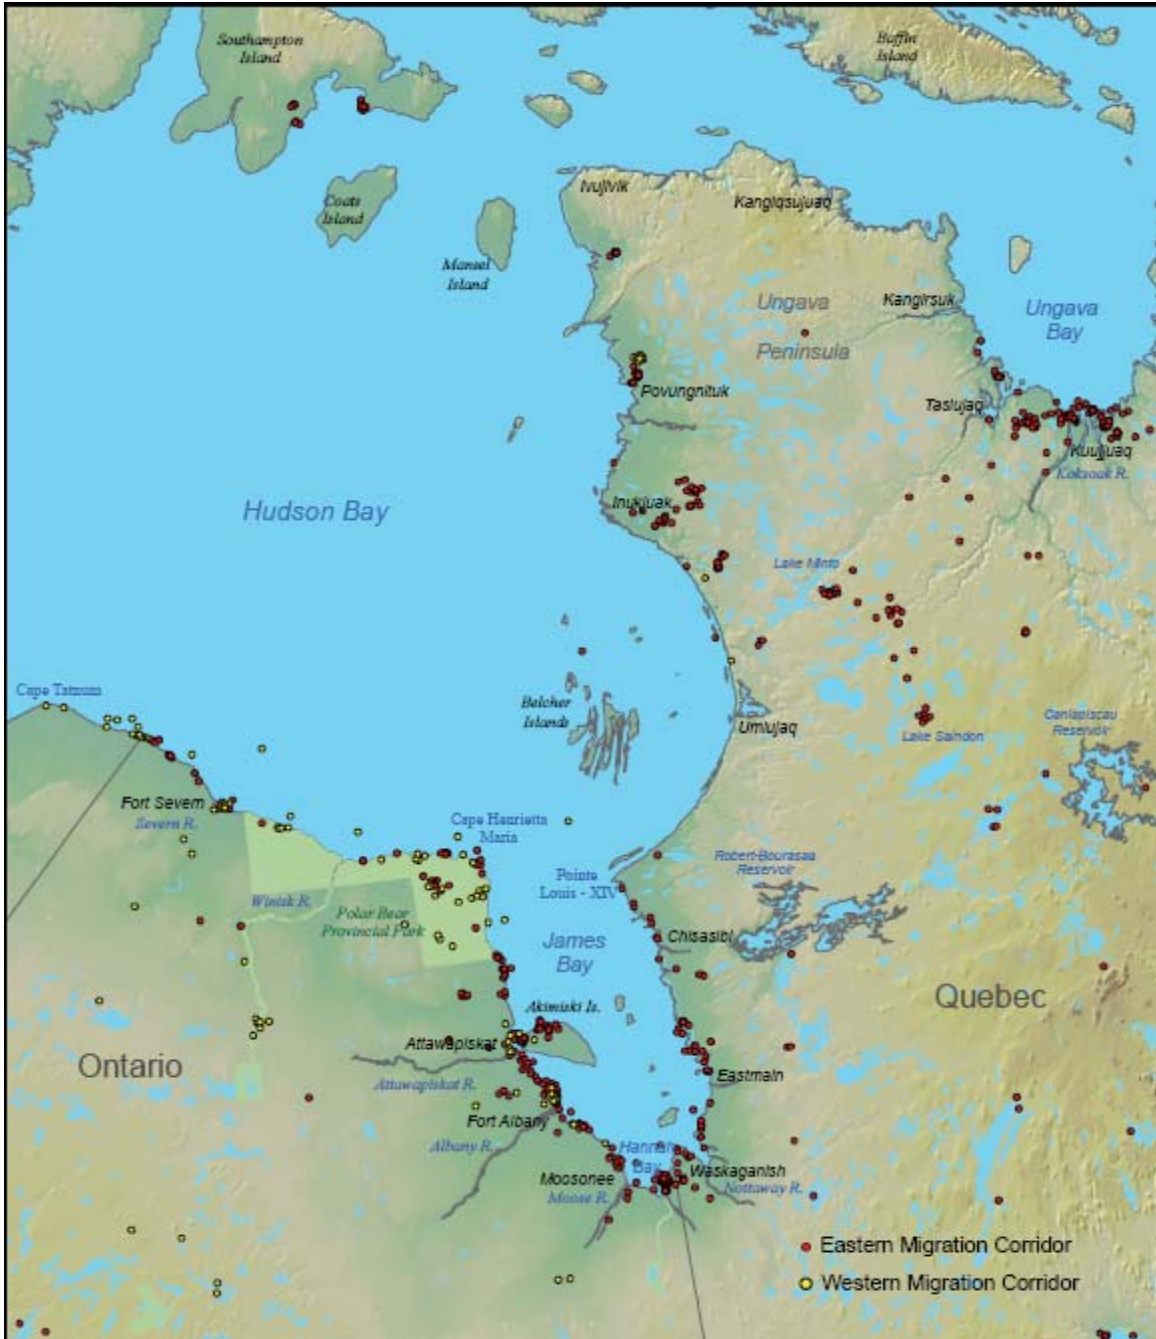 Southampton
Island
Baffin
Island
Ivujivik
Coats
Island
Kangiqsujuaq
Mansel
Island
Ungava
Kangirsuk
Ungava
Bay
Peninsula
Povungnituk
Tasiujaq
Kuujjuaq
Koksoak R.
Hudson Bay
Inukjuak
Lake Minto
Cape Tatnum
Belcher
Islands
Umiujaq
Lake Saindon
Caniapiscau
Reservoir
Fort Severn
Severn R.
Cape Henrietta
Maria
Pointe
Louis - XIV
Robert-Bourassa
Reservoir
Winisk R.
Polar Bear
Provincial Park
James
Bay
Chisasibi
Quebec
Akimiski Is.
Attawapiskat
Ontario
Attawapiskat R.
Eastmain
Fort Albany
Albany R.
Hannah
Bay
Moosonee
Moose R.
Waskaganish
Nottaway R.
Eastern Migration Corridor
Western Migration Corridor